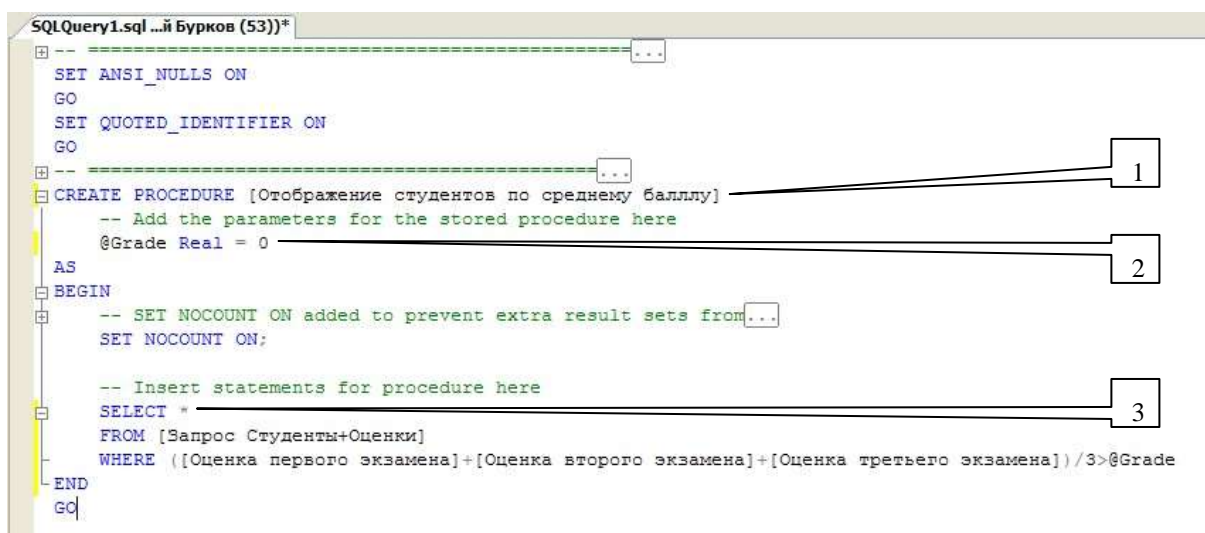 SQLQuery1.sql ...й Бурков (53))*
-- ============================================================...
SET ANSI_NULLS ON
GO
SET QUOTED_IDENTIFIER ON
GO
-- ========================================================...
1
CREATE PROCEDURE [Отображение студентов по среднему балллу]
-- Add the parameters for the stored procedure here
@Grade Real = 0
2
AS
BEGIN
-- SET NOCOUNT ON added to prevent extra result sets from...
SET NOCOUNT ON;
-- Insert statements for procedure here
SELECT *
3
FROM [Запрос Студенты+Оценки]
WHERE ([Оценка первого экзамена]+[Оценка второго экзамена]+[Оценка третьего экзамена])/3>@Grade
END
GO